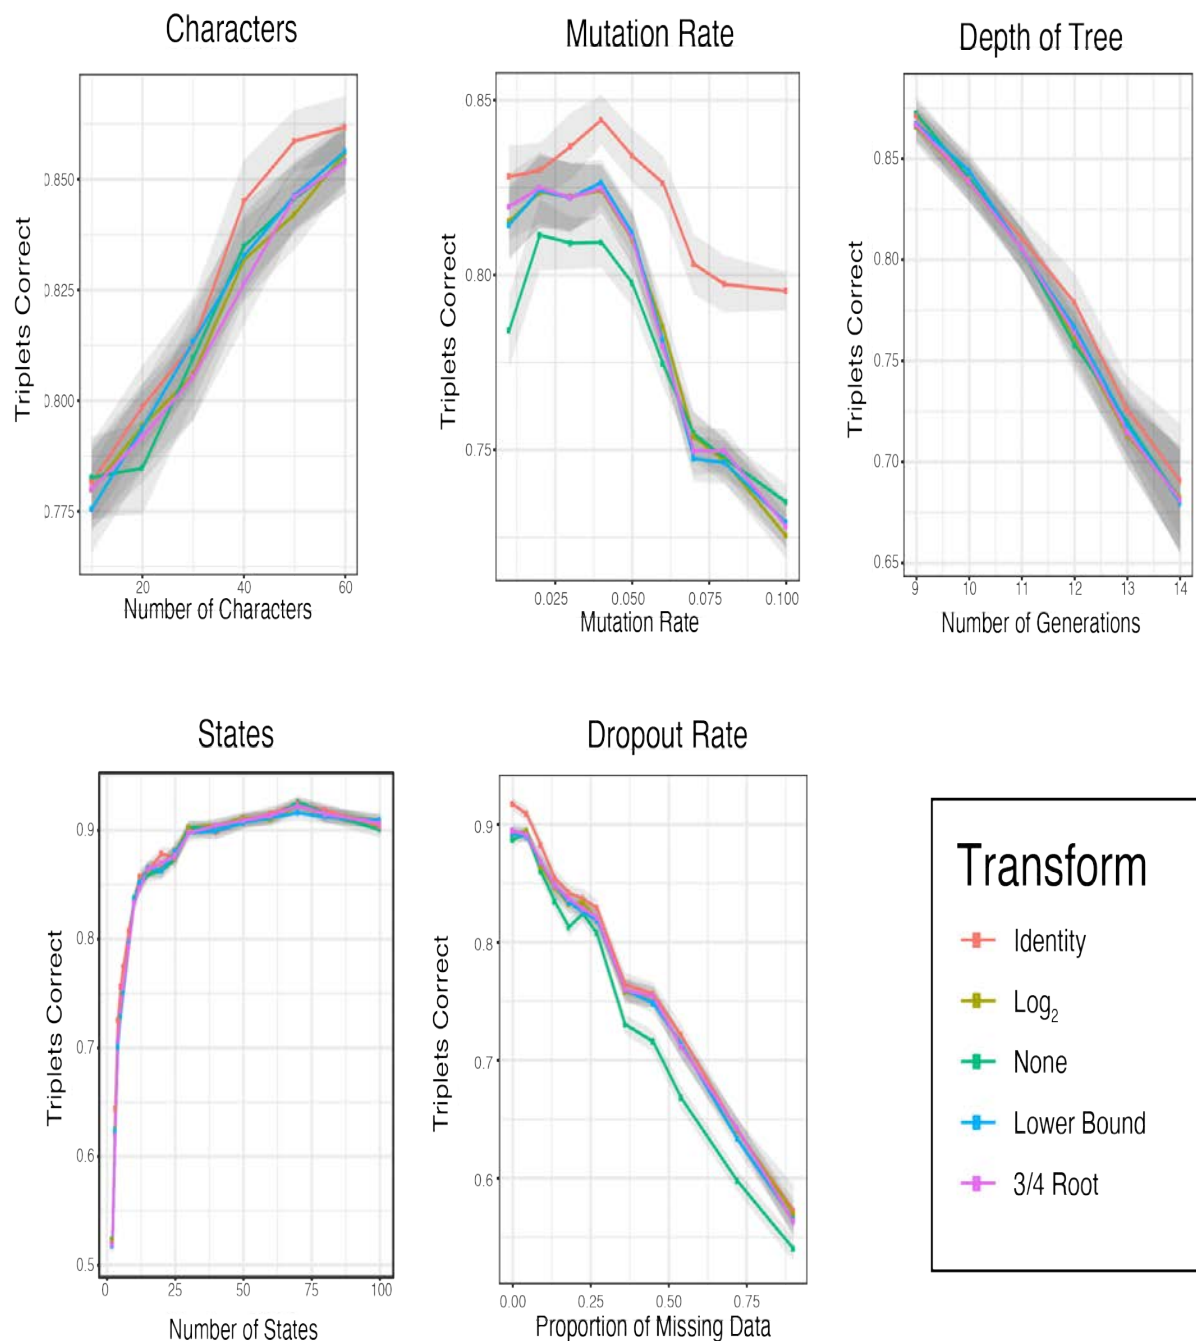 Characters
Mutation Rate
Depth of Tree
Triplets Correct
0.850
0.825
0.800
0.775
20
40
60
Number of Characters
Triplets Correct
0.85
0.80
0.75
0.025
0.050
0.075
0.100
Mutation Rate
Triplets Correct
0.85
0.80
0.75
0.70
0.65
9
10
11
12
13
14
Number of Generations
States
Dropout Rate
Triplets Correct
0.9
0.8
0.7
0.6
0.5
0
25
50
75
100
Number of States
Triplets Correct
0.9
0.8
0.7
0.6
0.00
0.25
0.50
0.75
Proportion of Missing Data
Transform
Identity
Log2
None
Lower Bound
3/4 Root